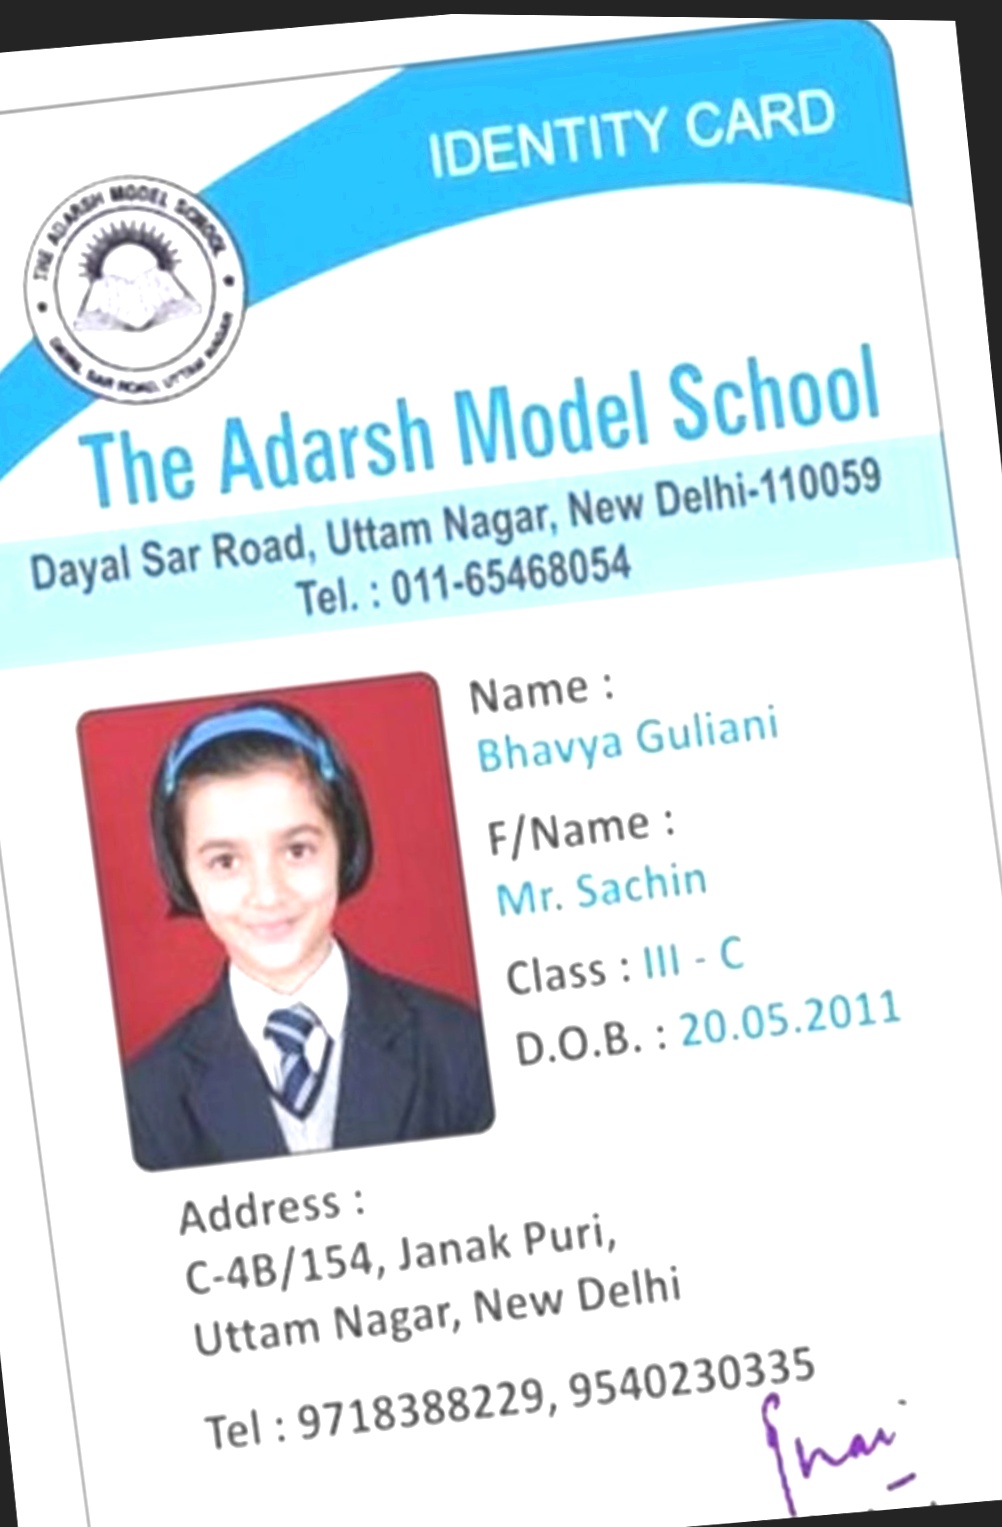 IDENTITY CARD
THE ADARSH MODEL SCHOOL
DAYAL SAR ROAD, UTTAM NAGAR
The Adarsh Model School
Dayal Sar Road, Uttam Nagar, New Delhi-110059
Tel. : 011-65468054
Name :
Bhavya Guliani
F/Name :
Mr. Sachin
Class : III - C
D.O.B. : 20.05.2011
Address :
C-4B/154, Janak Puri,
Uttam Nagar, New Delhi
Tel : 9718388229, 9540230335